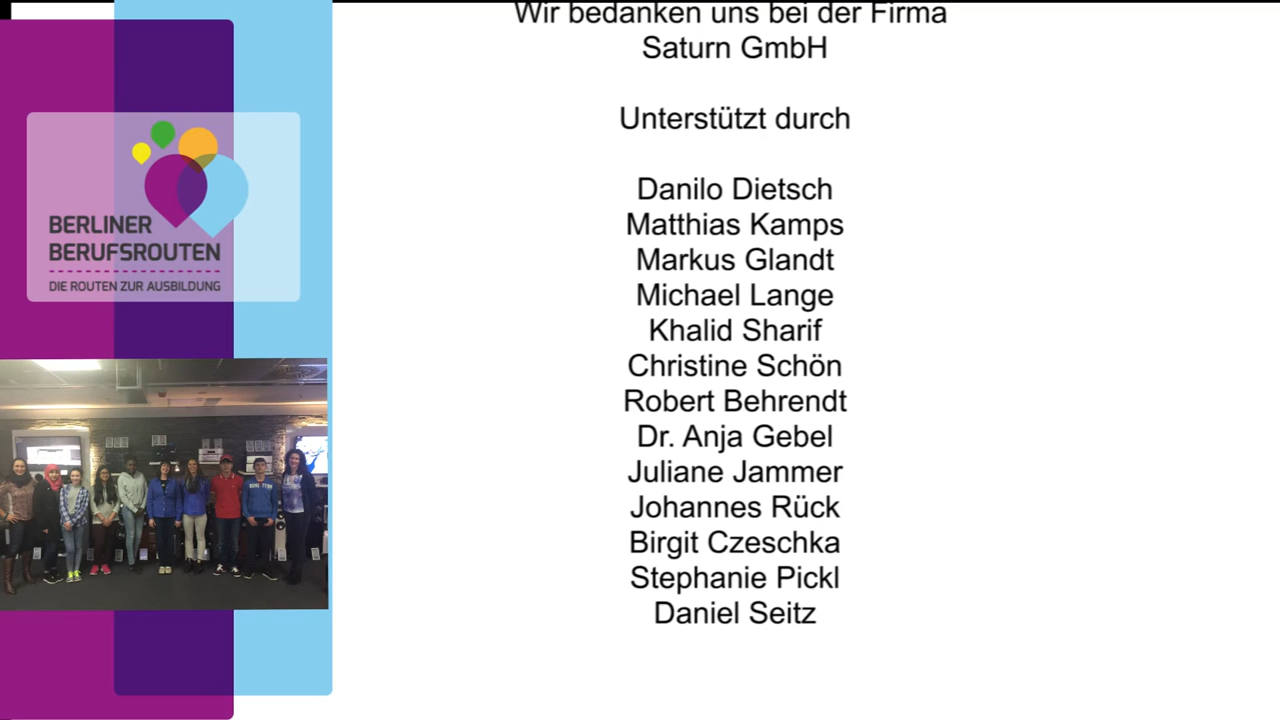 Wir bedanken uns bei der Firma
Saturn GmbH
Unterstützt durch
Danilo Dietsch
Matthias Kamps
Markus Glandt
Michael Lange
Khalid Sharif
Christine Schön
Robert Behrendt
Dr. Anja Gebel
Juliane Jammer
Johannes Rück
Birgit Czeschka
Stephanie Pickl
Daniel Seitz
BERLINER
BERUFSROUTEN
DIE ROUTEN ZUR AUSBILDUNG